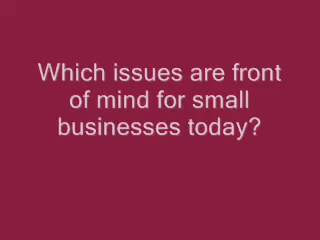 Which issues are front
of mind for small
businesses today?